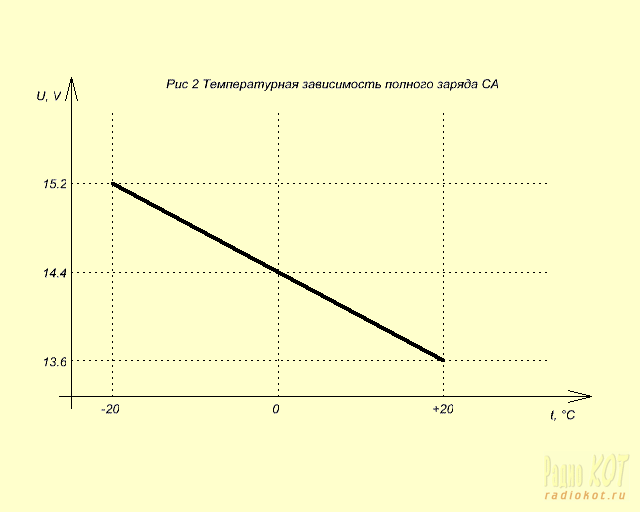 Рис 2 Температурная зависимость полного заряда СА
U, V
15.2
14.4
13.6
-20
0
+20
t, °C
Радио КОТ
radiokot.ru